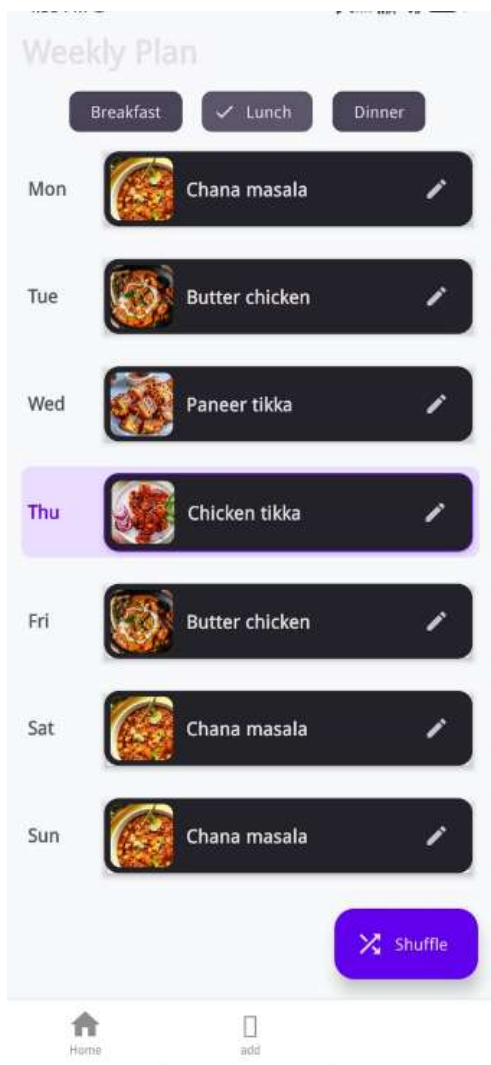 Weekly Plan
Breakfast Lunch Dinner
Mon Chana masala
Tue Butter chicken
Wed Paneer tikka
Thu Chicken tikka
Fri Butter chicken
Sat Chana masala
Sun Chana masala
Shuffle
Home add